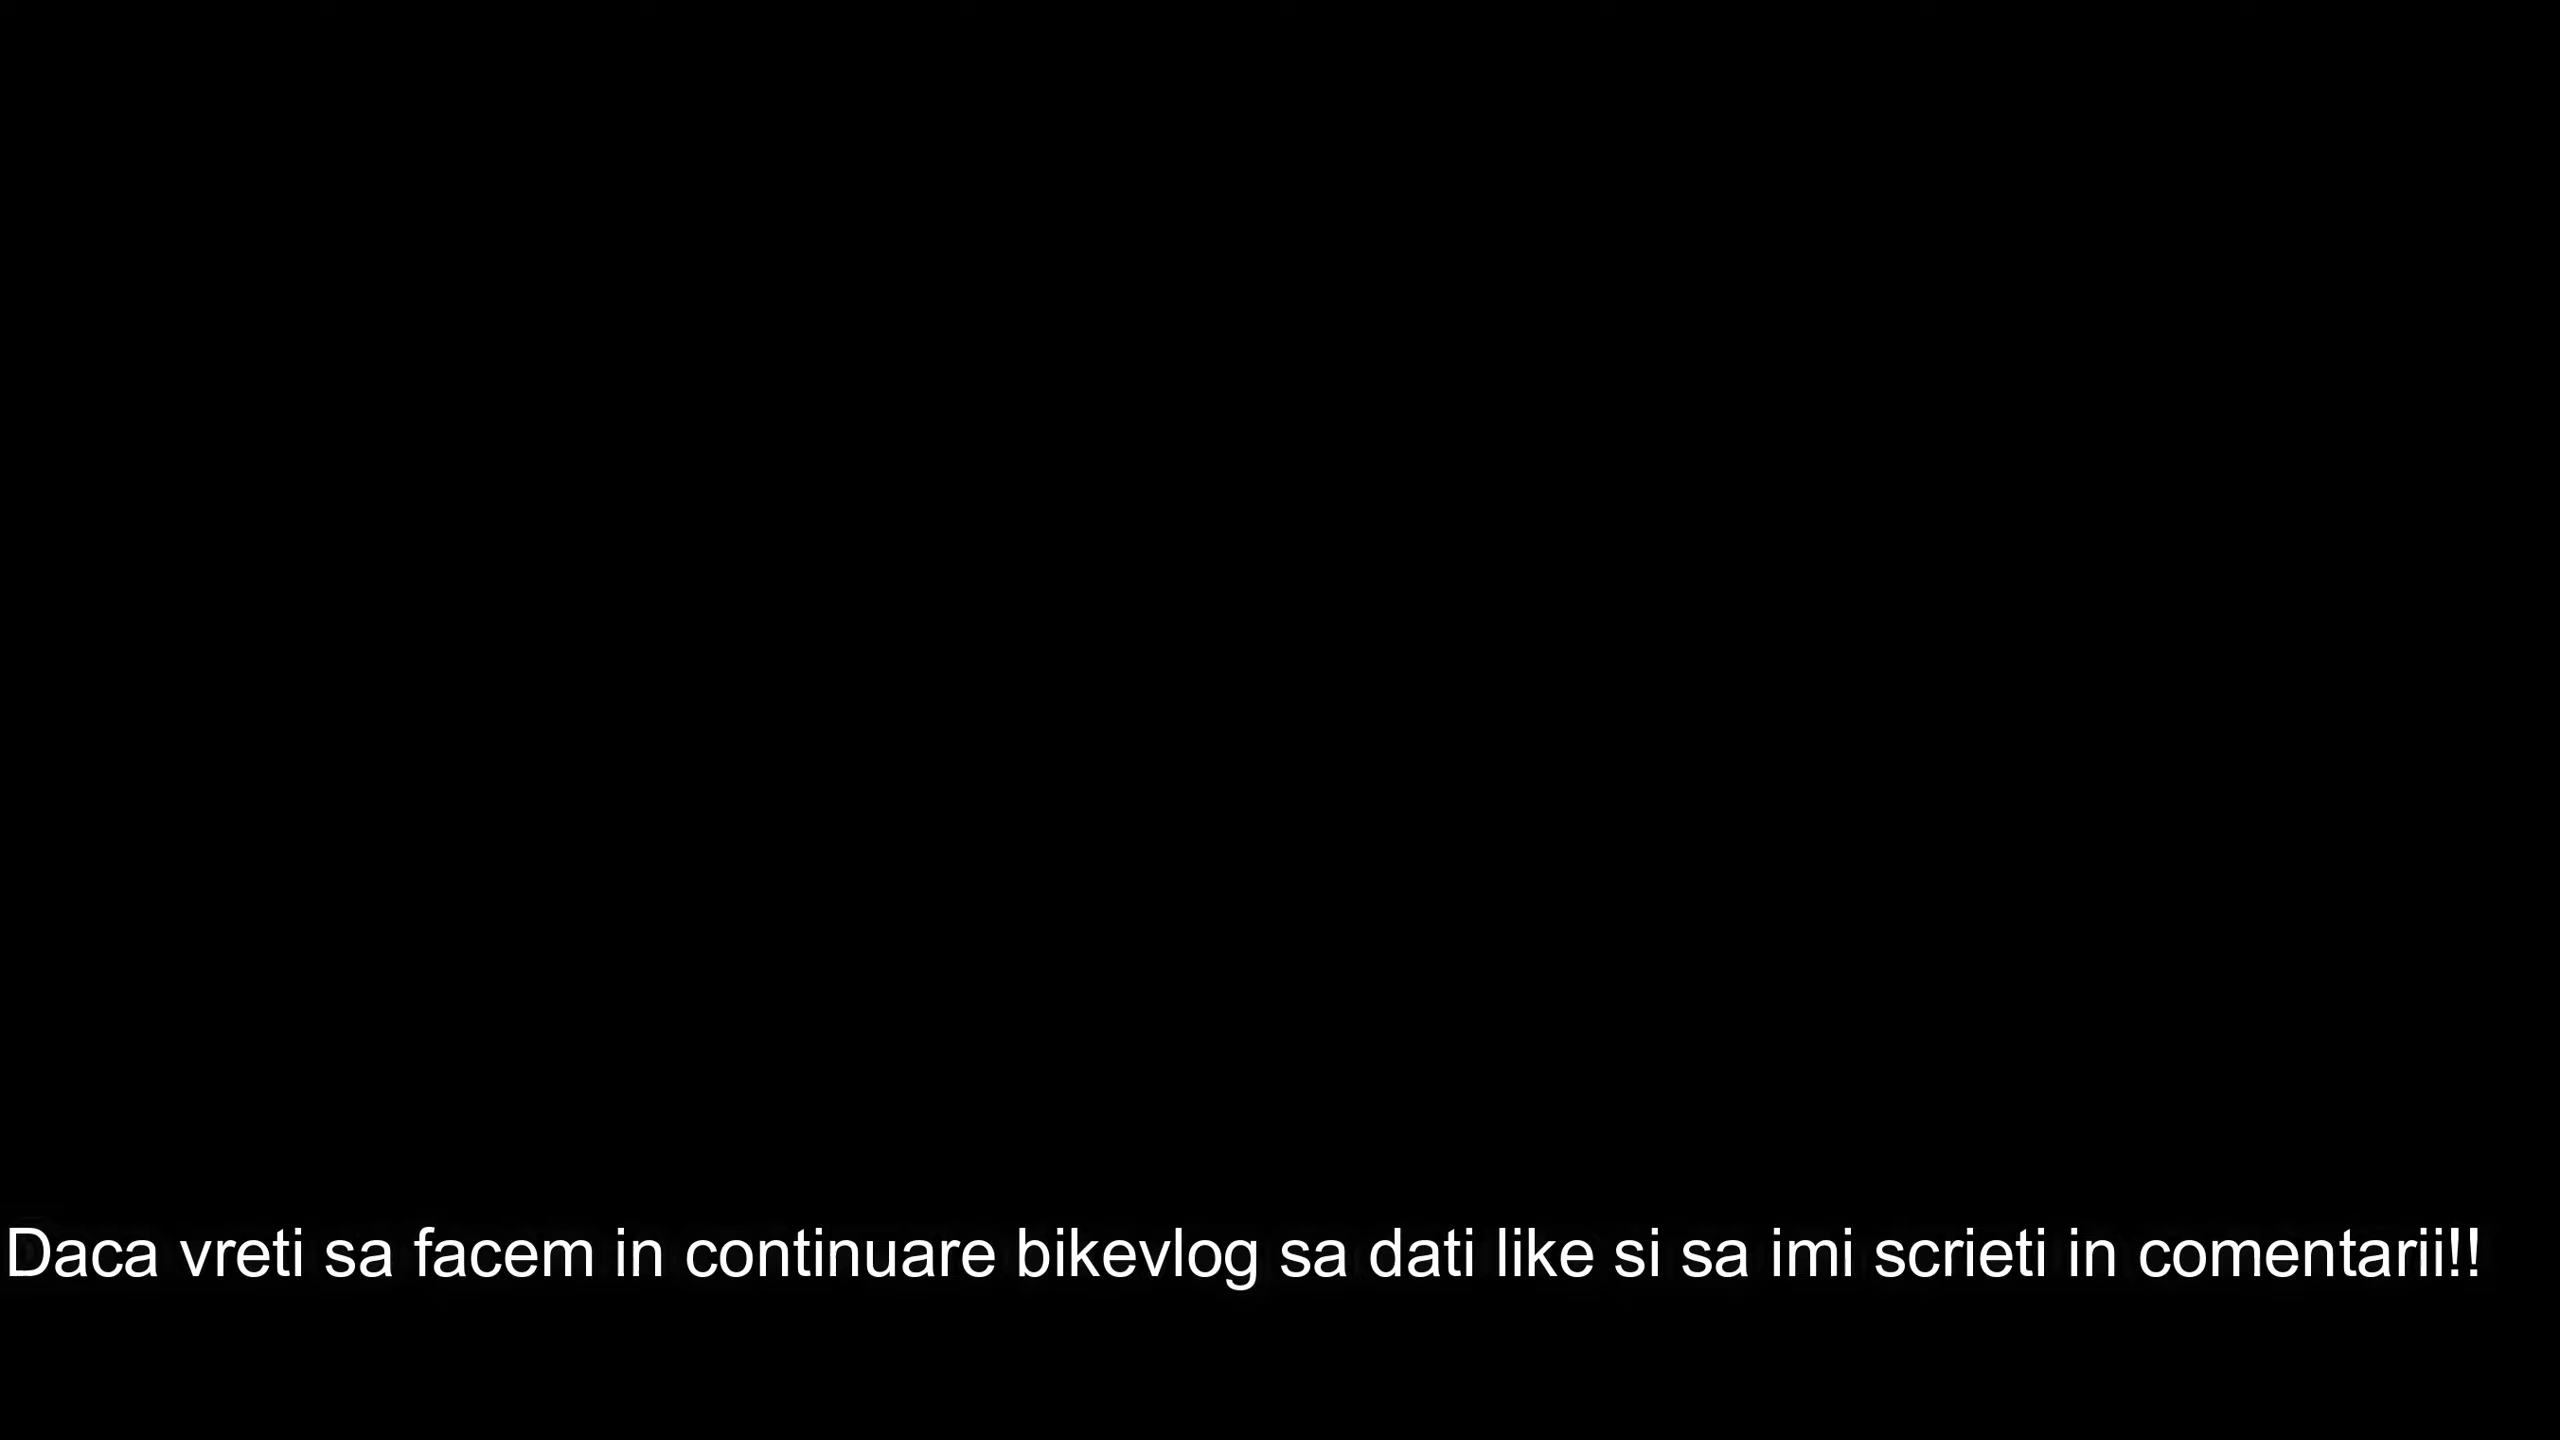 Daca vreti sa facem in continuare bikevlog sa dati like si sa imi scrieti in comentarii!!